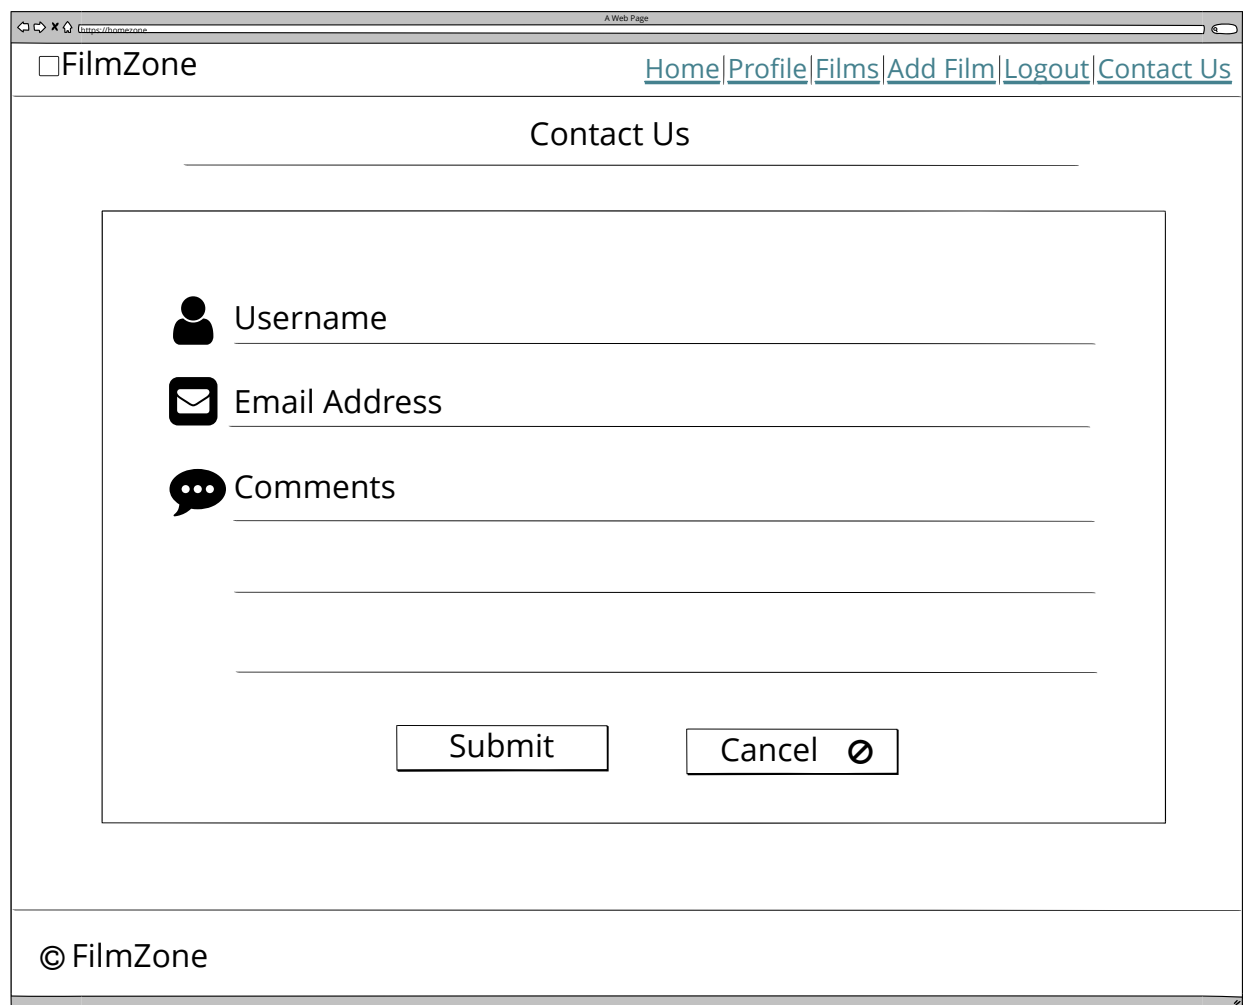 A Web Page
https://homezone
FilmZone
Home|Profile|Films|Add Film|Logout|Contact Us
Contact Us
Username
Email Address
Comments
Submit
Cancel
© FilmZone